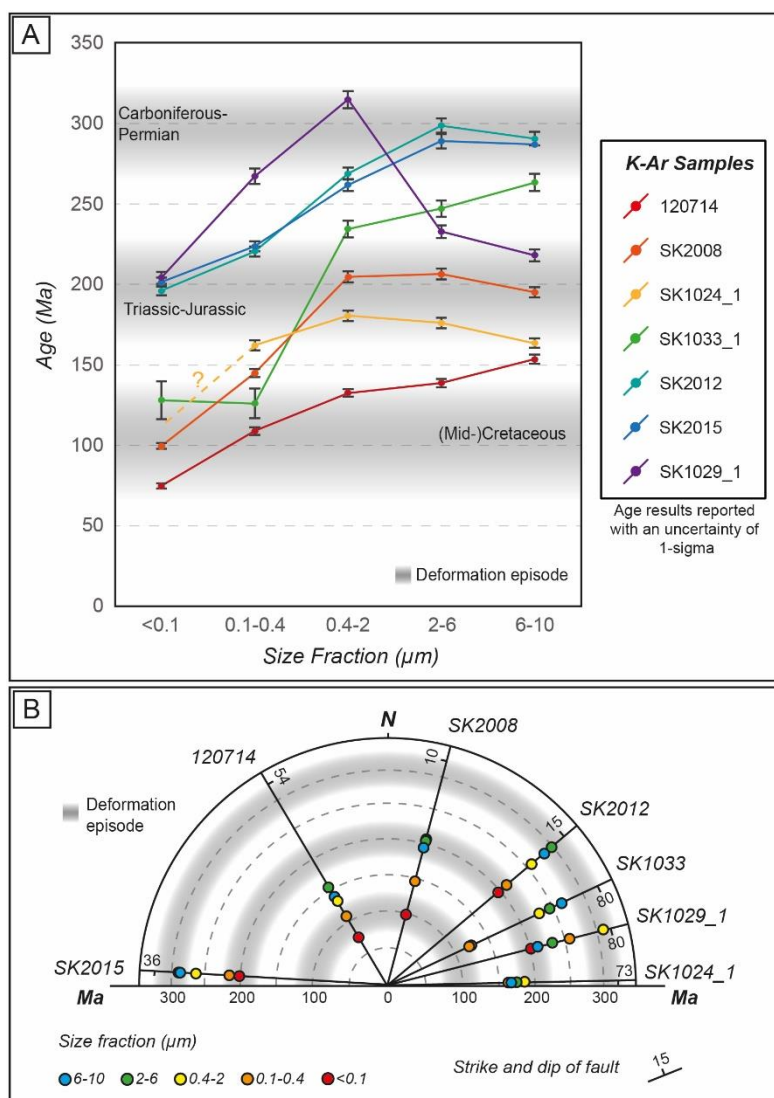 A
350
300
250
200
150
100
50
0
Age (Ma)
Carboniferous-
Permian
Triassic-Jurassic
?
(Mid-)Cretaceous
Deformation episode
<0.1
0.1-0.4
0.4-2
2-6
6-10
Size Fraction (µm)
K-Ar Samples
120714
SK2008
SK1024_1
SK1033_1
SK2012
SK2015
SK1029_1
Age results reported
with an uncertainty of
1-sigma
B
N
SK2008
120714
10
54
SK2012
15
Deformation
episode
SK1033
80
SK1029_1
80
SK2015
36
73
SK1024_1
Ma
300
200
100
0
100
200
300
Ma
Size fraction (µm)
Strike and dip of fault
15
6-10
2-6
0.4-2
0.1-0.4
<0.1